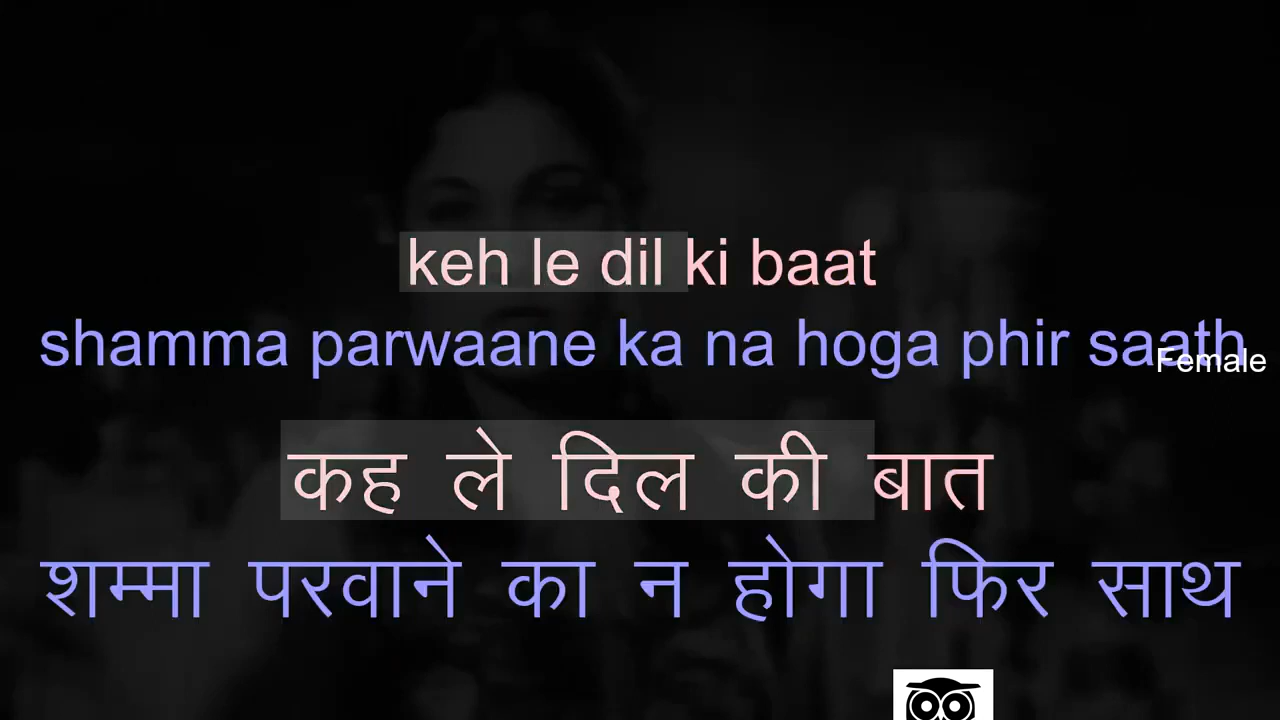 keh le dil ki baat
shamma parwaane ka na hoga phir saath
Female
कह ले दिल की बात
शम्मा परवाने का न होगा फिर साथ